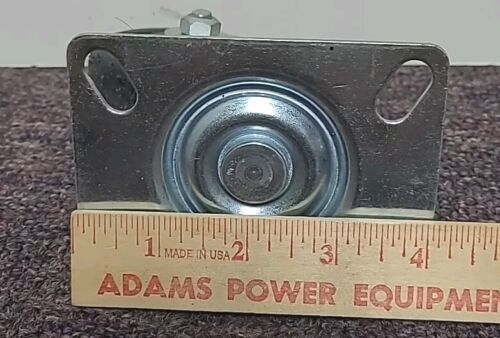 1 MADE IN USA 2 3 4
ADAMS POWER EQUIPMEN